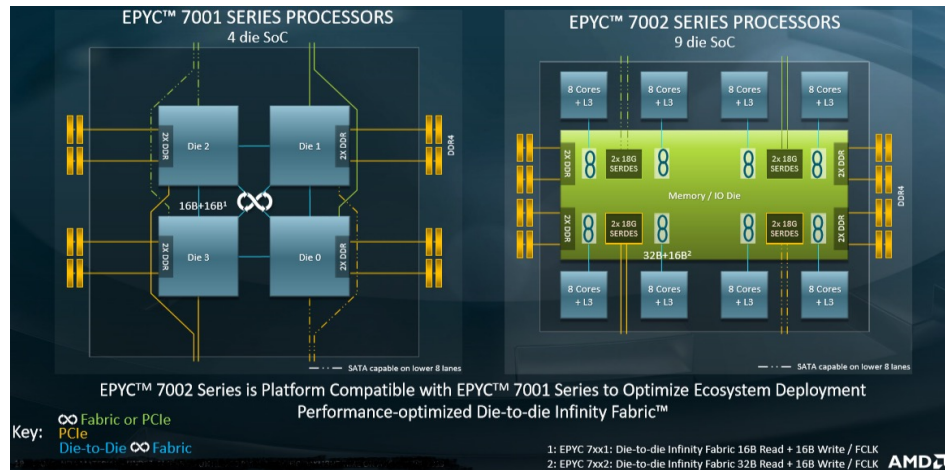 EPYC™ 7001 SERIES PROCESSORS
4 die SoC
2X DDR
Die 2
Die 1
2X DDR
DDR4
16B+16B¹
2X DDR
Die 3
Die 0
2X DDR
SATA capable on lower 8 lanes
EPYC™ 7002 SERIES PROCESSORS
9 die SoC
8 Cores
+ L3
8 Cores
+ L3
8 Cores
+ L3
8 Cores
+ L3
2X DDR
2x 18G
SERDES
2x 18G
SERDES
2X DDR
Memory / IO Die
DDR4
2X DDR
2x 18G
SERDES
2x 18G
SERDES
2X DDR
32B+16B²
8 Cores
+ L3
8 Cores
+ L3
8 Cores
+ L3
8 Cores
+ L3
SATA capable on lower 8 lanes
EPYC™ 7002 Series is Platform Compatible with EPYC™ 7001 Series to Optimize Ecosystem Deployment
Performance-optimized Die-to-die Infinity Fabric™
Key:
Fabric or PCIe
PCIe
Die-to-Die Fabric
1: EPYC 7xx1: Die-to-die Infinity Fabric 16B Read + 16B Write / FCLK
2: EPYC 7xx2: Die-to-die Infinity Fabric 32B Read + 16B Write / FCLK
AMD